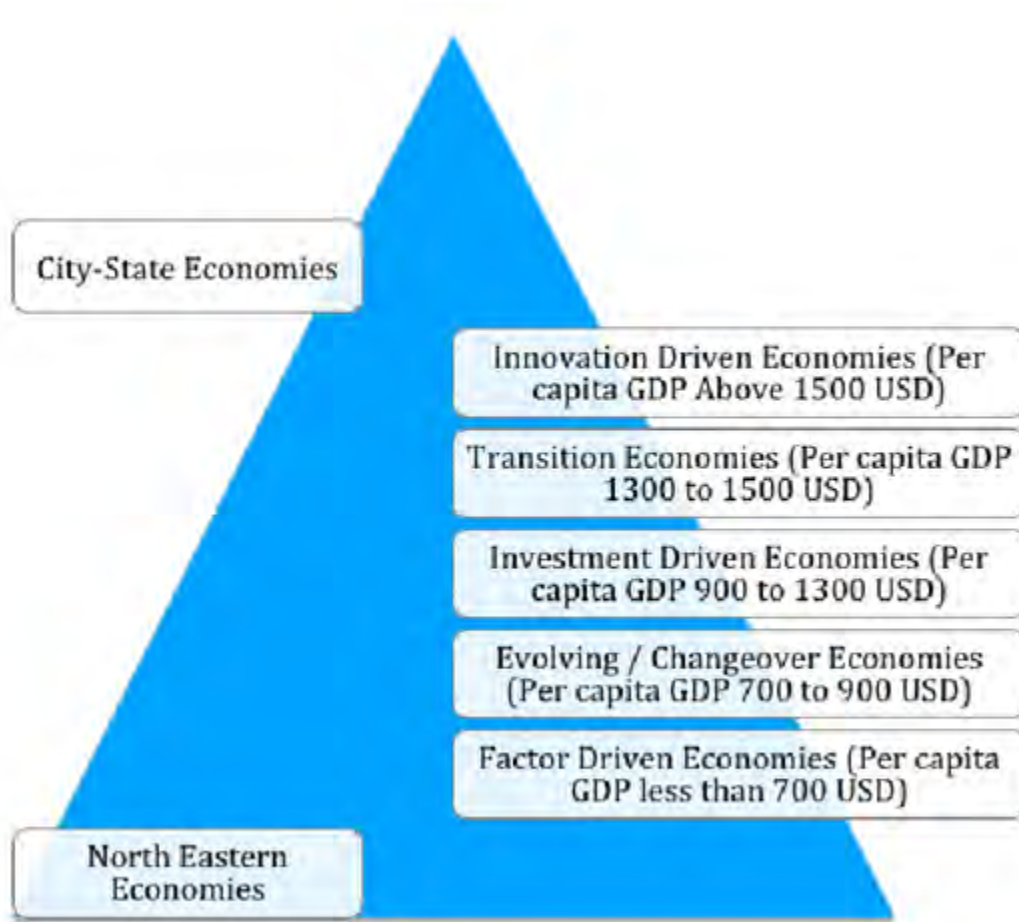 City-State Economies
Innovation Driven Economies (Per
capita GDP Above 1500 USD)
Transition Economies (Per capita GDP
1300 to 1500 USD)
Investment Driven Economies (Per
capita GDP 900 to 1300 USD)
Evolving / Changeover Economies
(Per capita GDP 700 to 900 USD)
Factor Driven Economies (Per capita
GDP less than 700 USD)
North Eastern
Economies